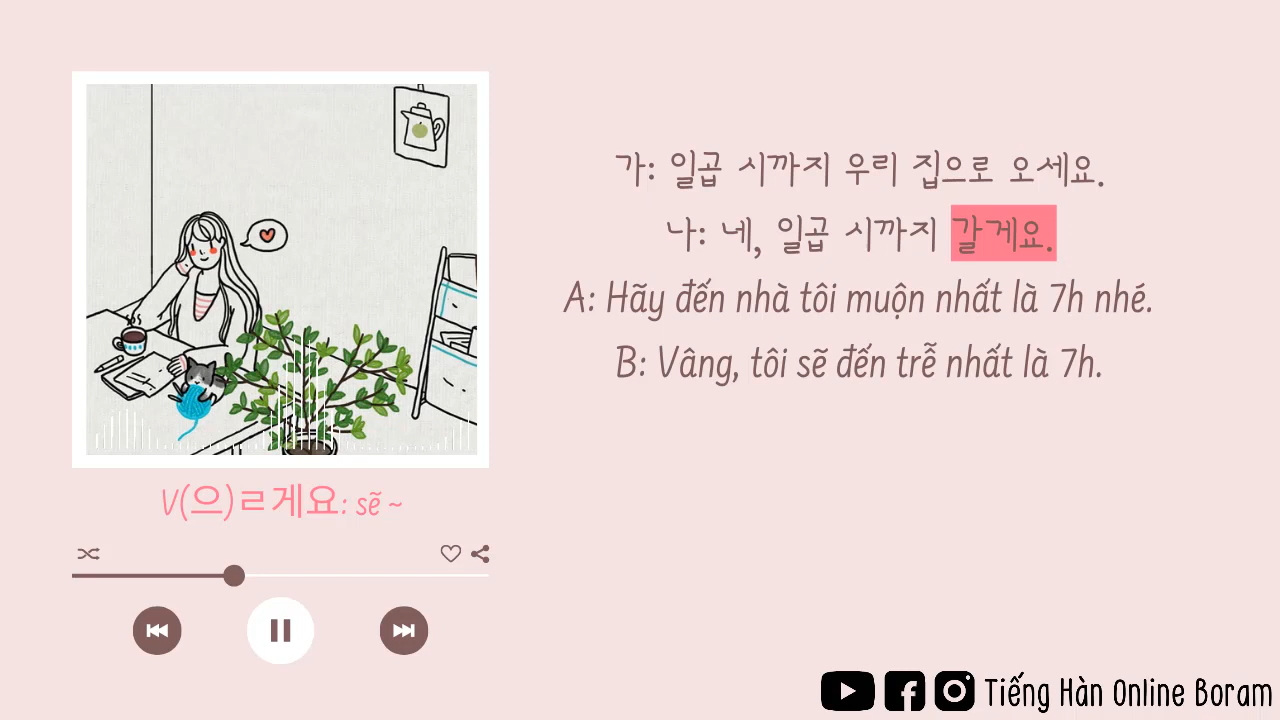 가: 일곱 시까지 우리 집으로 오세요.
나: 네, 일곱 시까지 갈게요.
A: Hãy đến nhà tôi muộn nhất là 7h nhé.
B: Vâng, tôi sẽ đến trễ nhất là 7h.
V(으)ㄹ게요: sẽ ~
Tiếng Hàn Online Boram